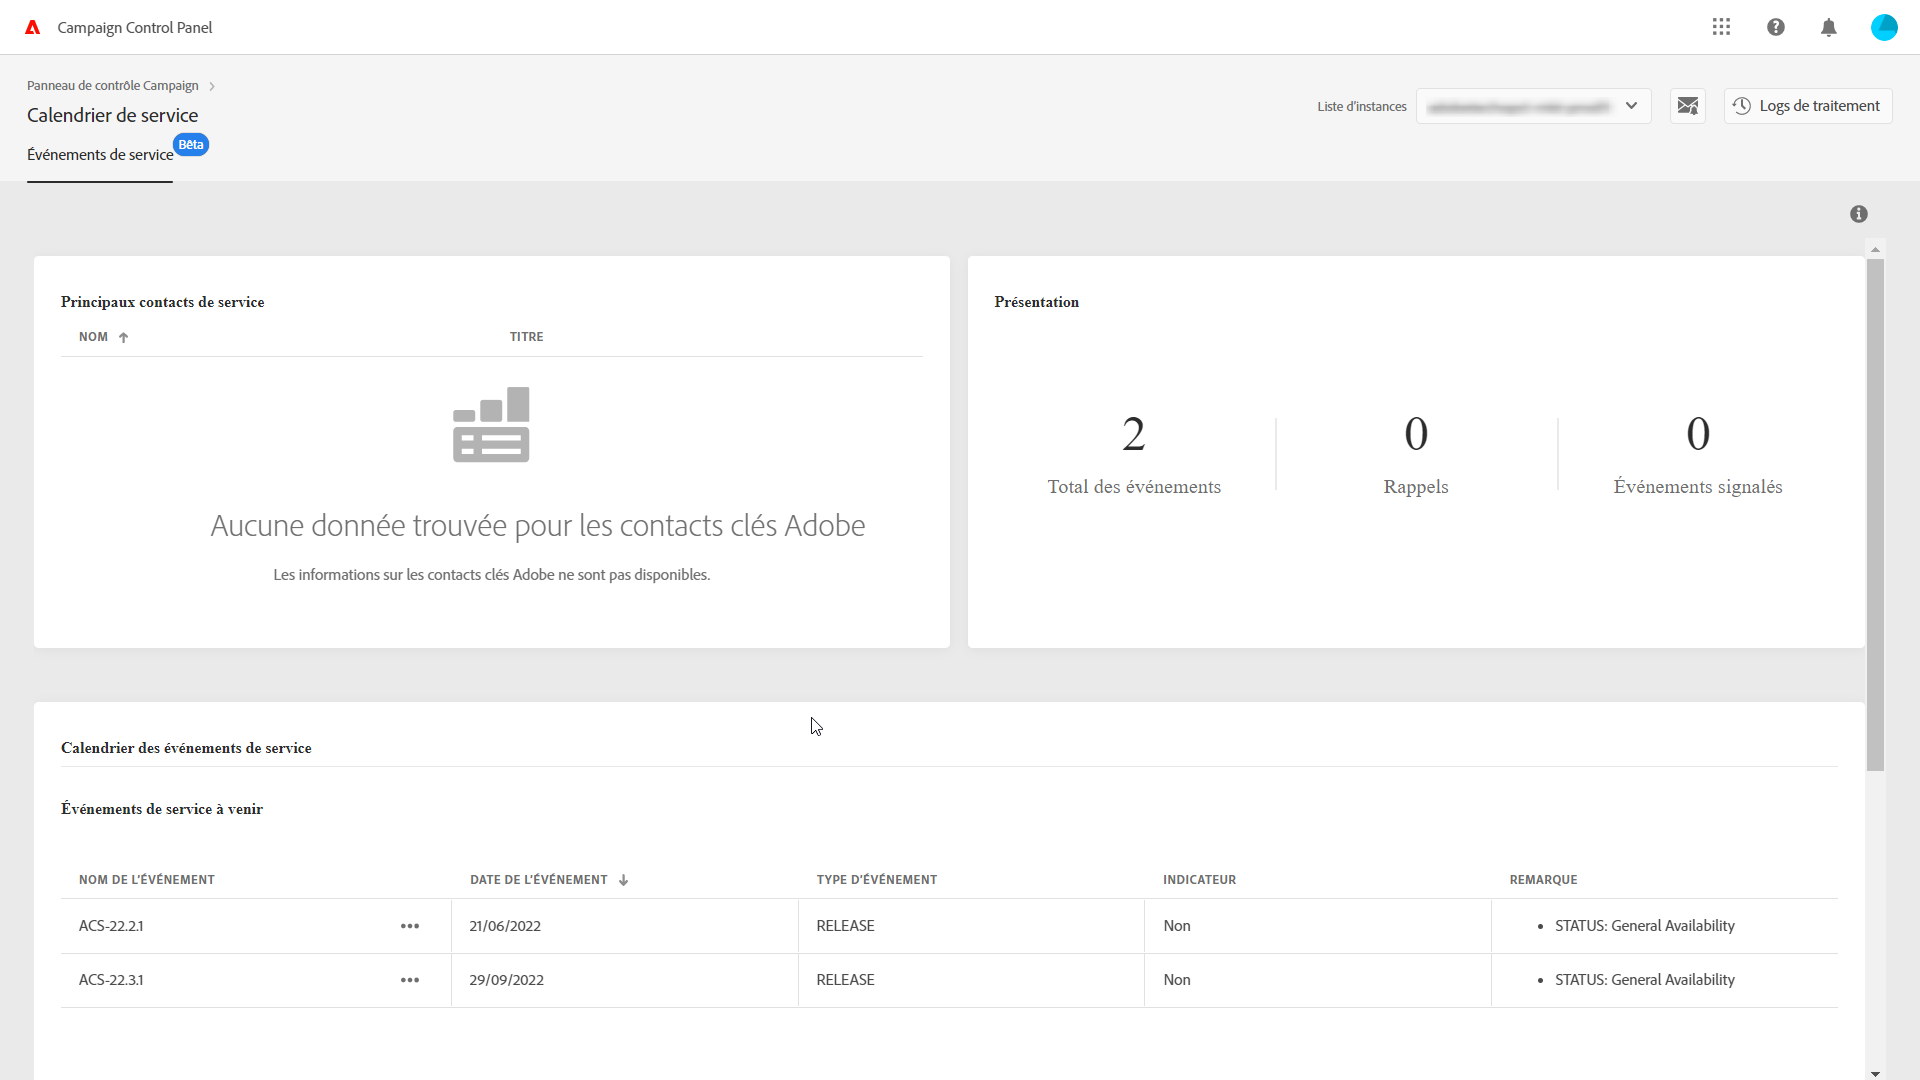 Campaign Control Panel
Panneau de contrôle Campaign
Calendrier de service
Liste d'instances
Logs de traitement
Événements de service
Bêta
Principaux contacts de service
NOM
TITRE
Aucune donnée trouvée pour les contacts clés Adobe
Les informations sur les contacts clés Adobe ne sont pas disponibles.
Présentation
2
0
0
Total des événements
Rappels
Événements signalés
Calendrier des événements de service
Événements de service à venir
NOM DE L'ÉVÉNEMENT
DATE DE L'ÉVÉNEMENT
TYPE D'ÉVÉNEMENT
INDICATEUR
REMARQUE
ACS-22.2.1
21/06/2022
RELEASE
Non
• STATUS: General Availability
ACS-22.3.1
29/09/2022
RELEASE
Non
• STATUS: General Availability